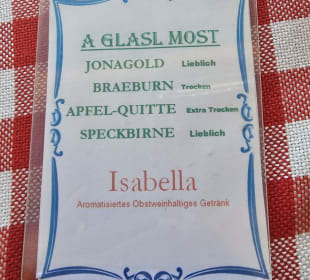 A GLASL MOST
JONAGOLD Lieblich
BRAEBURN Trocken
APFEL-QUITTE Extra Trocken
SPECKBIRNE Lieblich
Isabella
Aromatisiertes Obstweinhaltiges Getränk